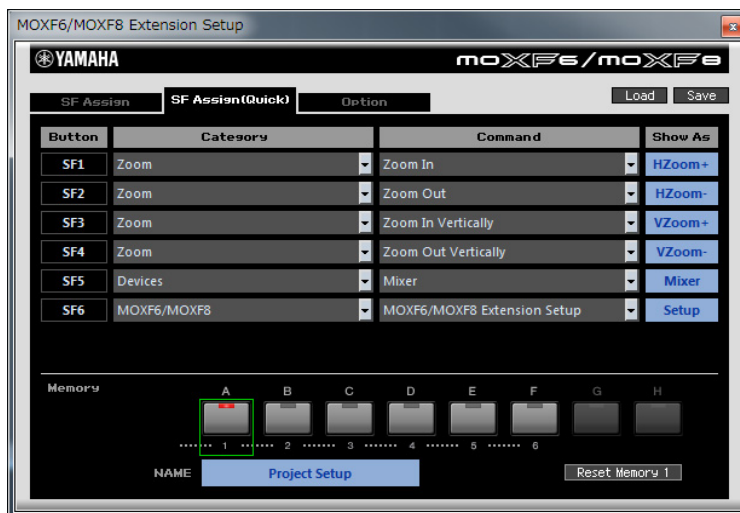 MOXF6/MOXF8 Extension Setup
YAMAHA MOXF6/MOXF8
SF Assign SF Assign(Quick) Option Load Save
Button Category Command Show As
SF1 Zoom Zoom In HZoom+
SF2 Zoom Zoom Out HZoom-
SF3 Zoom Zoom In Vertically VZoom+
SF4 Zoom Zoom Out Vertically VZoom-
SF5 Devices Mixer Mixer
SF6 MOXF6/MOXF8 MOXF6/MOXF8 Extension Setup Setup
Memory A B C D E F G H
1 2 3 4 5 6
NAME Project Setup Reset Memory 1